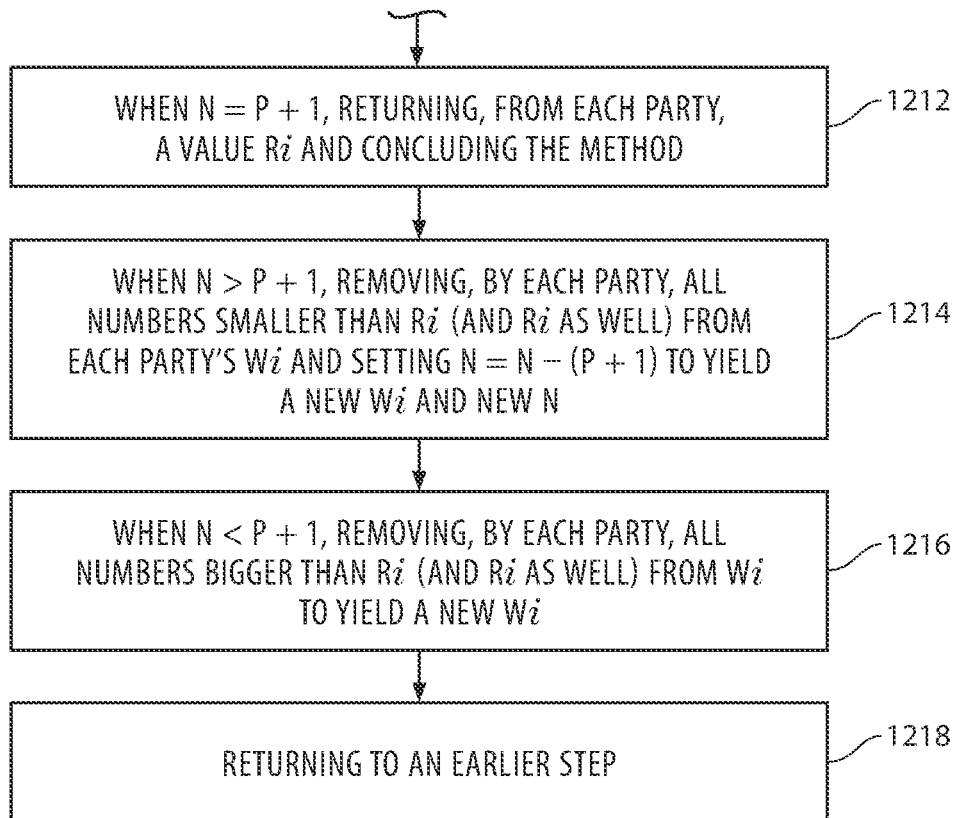 WHEN N = P + 1, RETURNING, FROM EACH PARTY,
A VALUE Ri AND CONCLUDING THE METHOD
1212
WHEN N > P + 1, REMOVING, BY EACH PARTY, ALL
NUMBERS SMALLER THAN Ri (AND Ri AS WELL) FROM
EACH PARTY'S Wi AND SETTING N = N – (P + 1) TO YIELD
A NEW Wi AND NEW N
1214
WHEN N < P + 1, REMOVING, BY EACH PARTY, ALL
NUMBERS BIGGER THAN Ri (AND Ri AS WELL) FROM Wi
TO YIELD A NEW Wi
1216
RETURNING TO AN EARLIER STEP
1218